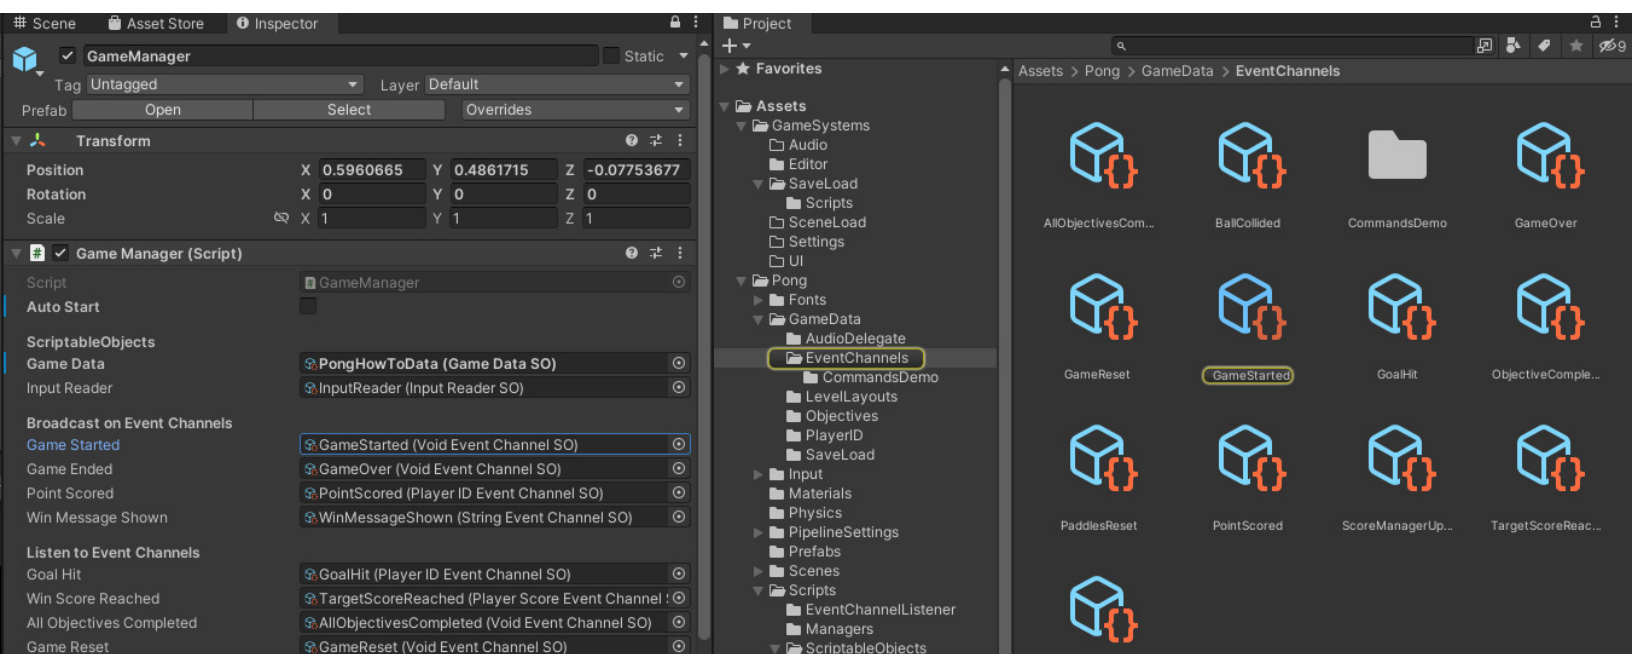 Scene Asset Store Inspector
GameManager Static
Tag Untagged Layer Default
Prefab Open Select Overrides
Transform
Position X 0.5960665 Y 0.4861715 Z -0.07753677
Rotation X 0 Y 0 Z 0
Scale X 1 Y 1 Z 1
# Game Manager (Script)
Script GameManager
Auto Start
ScriptableObjects
Game Data PongHowToData (Game Data SO)
Input Reader InputReader (Input Reader SO)
Broadcast on Event Channels
Game Started GameStarted (Void Event Channel SO)
Game Ended GameOver (Void Event Channel SO)
Point Scored PointScored (Player ID Event Channel SO)
Win Message Shown WinMessageShown (String Event Channel SO)
Listen to Event Channels
Goal Hit GoalHit (Player ID Event Channel SO)
Win Score Reached TargetScoreReached (Player Score Event Channel
All Objectives Completed AllObjectivesCompleted (Void Event Channel SO)
Game Reset GameReset (Void Event Channel SO)
Project
9
Favorites
Assets
GameSystems
Audio
Editor
SaveLoad
Scripts
SceneLoad
Settings
UI
Pong
Fonts
GameData
AudioDelegate
EventChannels
CommandsDemo
LevelLayouts
Objectives
PlayerID
SaveLoad
Input
Materials
Physics
PipelineSettings
Prefabs
Scenes
Scripts
EventChannelListener
Managers
ScriptableObjects
Assets > Pong > GameData > EventChannels
AllObjectivesCom... BallCollided CommandsDemo GameOver
GameReset GameStarted GoalHit ObjectiveComple...
PaddlesReset PointScored ScoreManagerUp... TargetScoreReac...